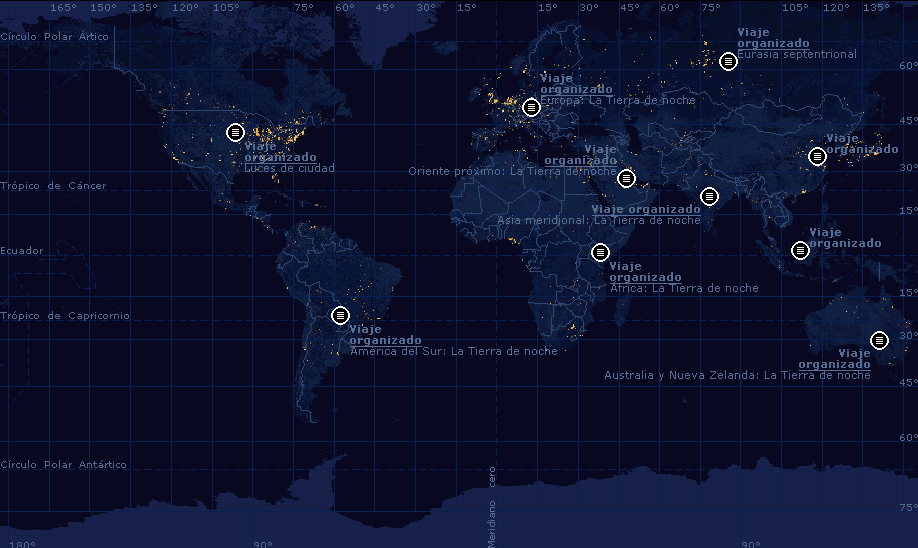 165° 150° 135° 120° 105° 90° 75° 60° 45° 30° 15° 15° 30° 45° 60° 75° 105° 120° 135°
Círculo Polar Ártico
Viaje
organizado
Eurasia septentrional
60°
Viaje
organizado
Europa: La Tierra de noche
45°
Viaje
organizado
Luces de ciudad
Viaje
organizado
Oriente próximo: La Tierra de noche
Viaje
organizado
30°
Trópico de Cáncer
Viaje organizado
Asia meridional: La Tierra de noche
15°
Viaje
organizado
Ecuador
Viaje
organizado
África: La Tierra de noche
15°
Trópico de Capricornio
Viaje
organizado
América del Sur: La Tierra de noche
30°
Viaje
organizado
Australia y Nueva Zelanda: La Tierra de noche
45°
60°
Círculo Polar Antártico
Meridiano cero
75°
180° 90° 90°